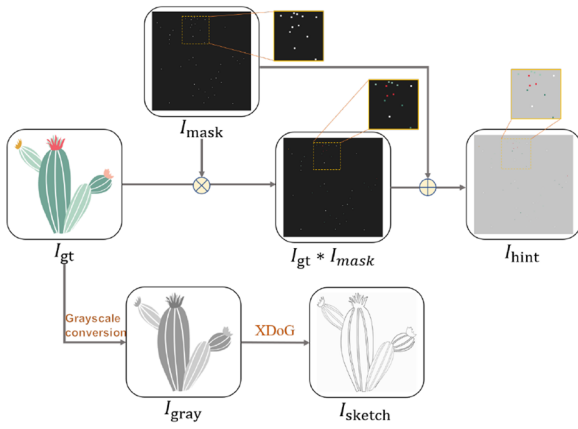 I_mask
I_gt
I_gt * I_mask
I_hint
Grayscale
conversion
XDoG
I_gray
I_sketch